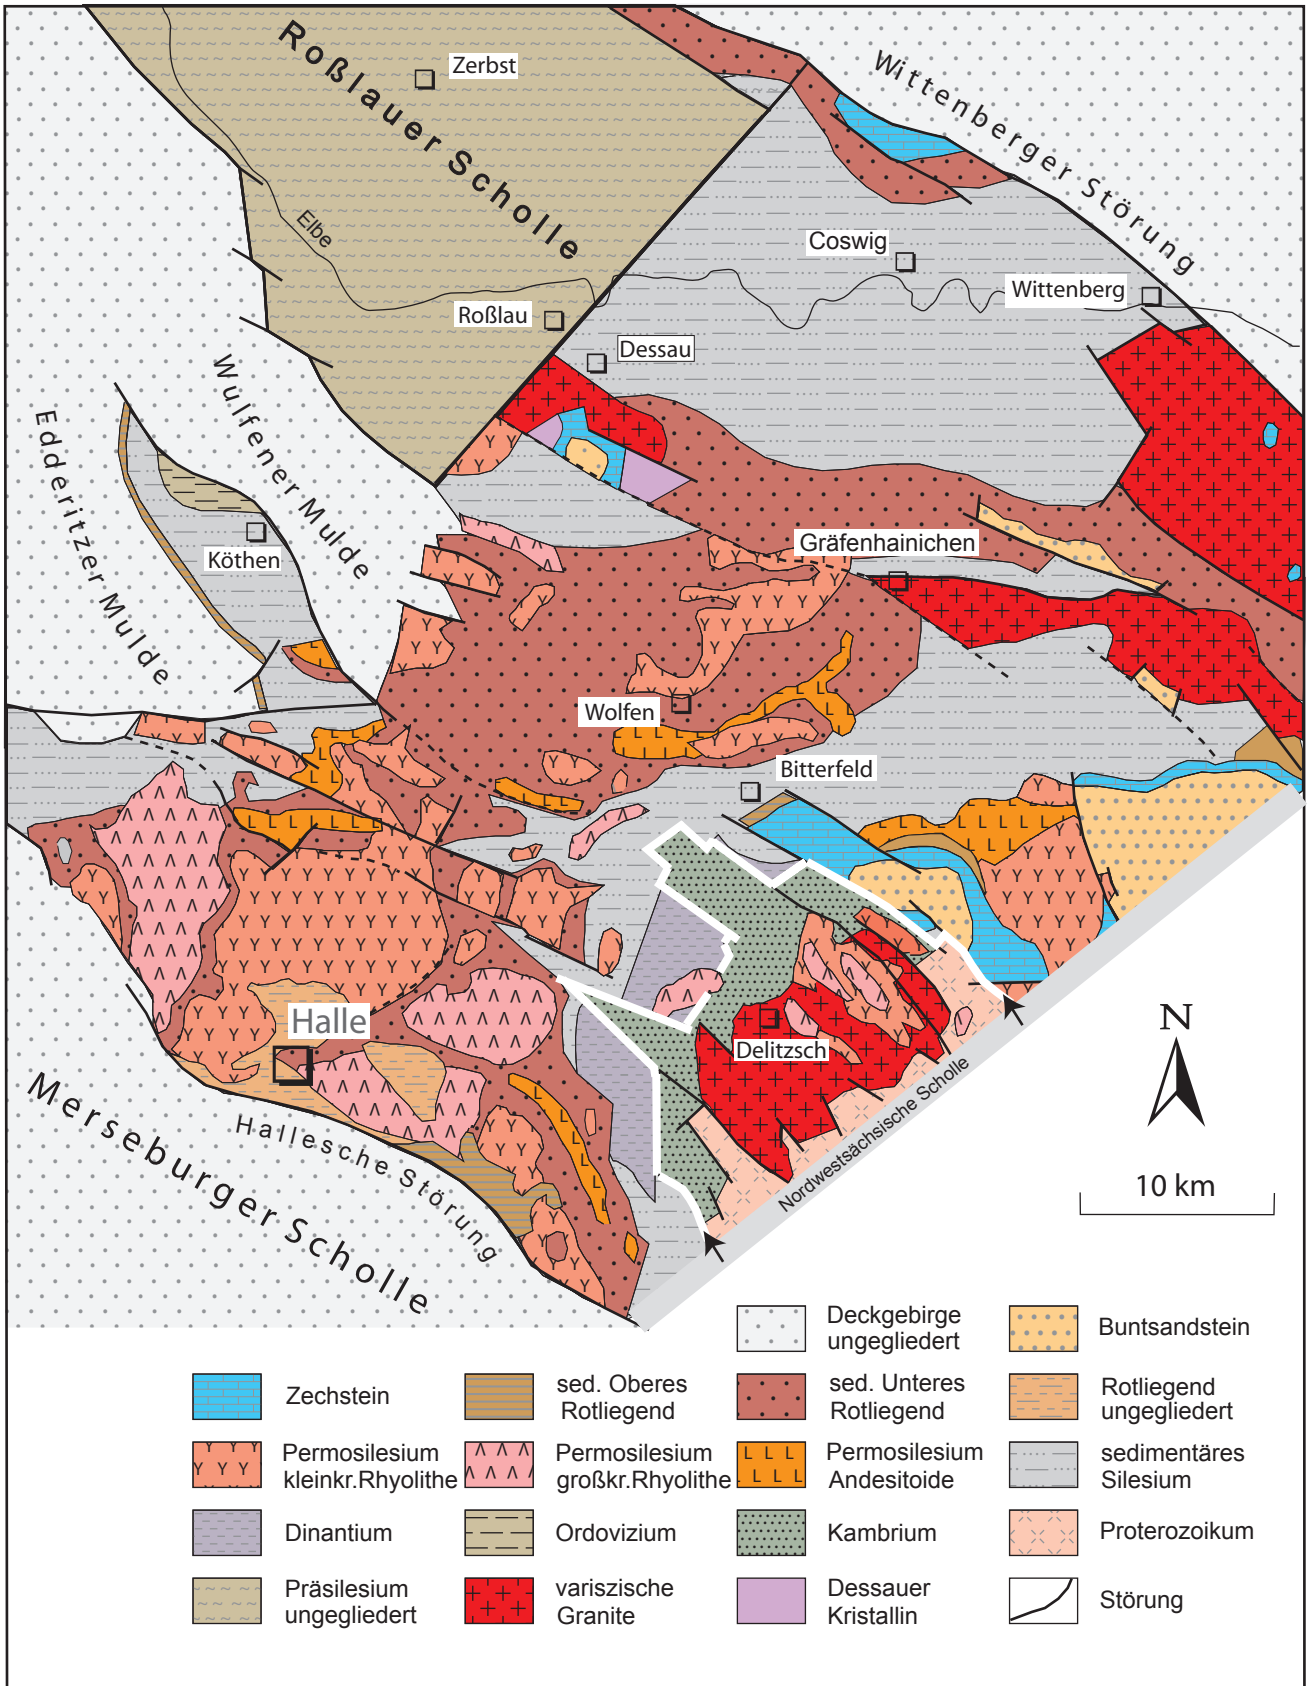 Roßlauer Scholle
Zerbst
Wittenberger Störung
Elbe
Coswig
Wittenberg
Roßlau
Dessau
Wulfener Mulde
Edderitzer Mulde
Köthen
Gräfenhainichen
Wolfen
Bitterfeld
Halle
Delitzsch
Merseburger Scholle
Hallesche Störung
Nordwestsächsische Scholle
N
10 km
Deckgebirge
ungegliedert
Buntsandstein
Zechstein
sed. Oberes
Rotliegend
sed. Unteres
Rotliegend
Rotliegend
ungegliedert
Permosilesium
kleinkr.Rhyolithe
Permosilesium
großkr.Rhyolithe
Permosilesium
Andesitoide
sedimentäres
Silesium
Dinantium
Ordovizium
Kambrium
Proterozoikum
Präsilesium
ungegliedert
variszische
Granite
Dessauer
Kristallin
Störung